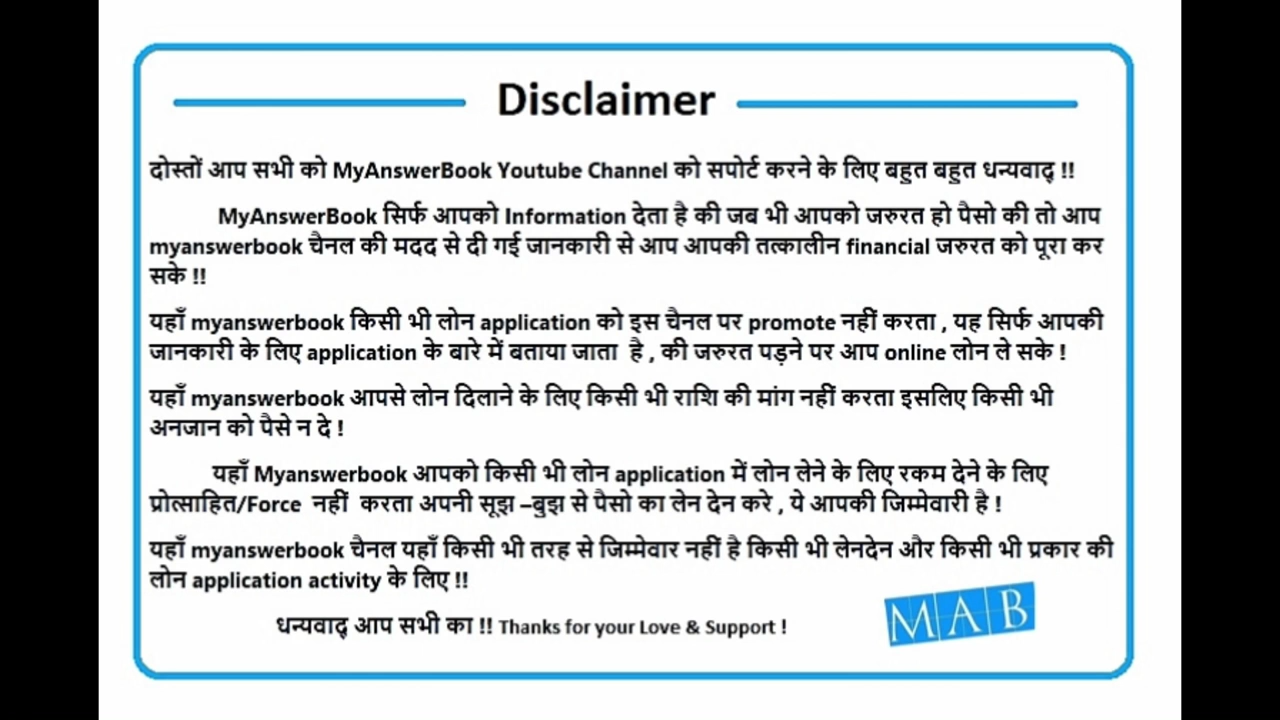 Disclaimer
दोस्तों आप सभी को MyAnswerBook Youtube Channel को सपोर्ट करने के लिए बहुत बहुत धन्यवाद् !!
MyAnswerBook सिर्फ आपको Information देता है की जब भी आपको जरुरत हो पैसो की तो आप
myanswerbook चैनल की मदद से दी गई जानकारी से आप आपकी तत्कालीन financial जरुरत को पूरा कर
सके !!
यहाँ myanswerbook किसी भी लोन application को इस चैनल पर promote नहीं करता , यह सिर्फ आपकी
जानकारी के लिए application के बारे में बताया जाता है , की जरुरत पड़ने पर आप online लोन ले सके !
यहाँ myanswerbook आपसे लोन दिलाने के लिए किसी भी राशि की मांग नहीं करता इसलिए किसी भी
अनजान को पैसे न दे !
यहाँ Myanswerbook आपको किसी भी लोन application में लोन लेने के लिए रकम देने के लिए
प्रोत्साहित/Force नहीं करता अपनी सूझ –बुझ से पैसो का लेन देन करे , ये आपकी जिम्मेवारी है !
यहाँ myanswerbook चैनल यहाँ किसी भी तरह से जिम्मेवार नहीं है किसी भी लेनदेन और किसी भी प्रकार की
लोन application activity के लिए !!
धन्यवाद् आप सभी का !! Thanks for your Love & Support !
MAB